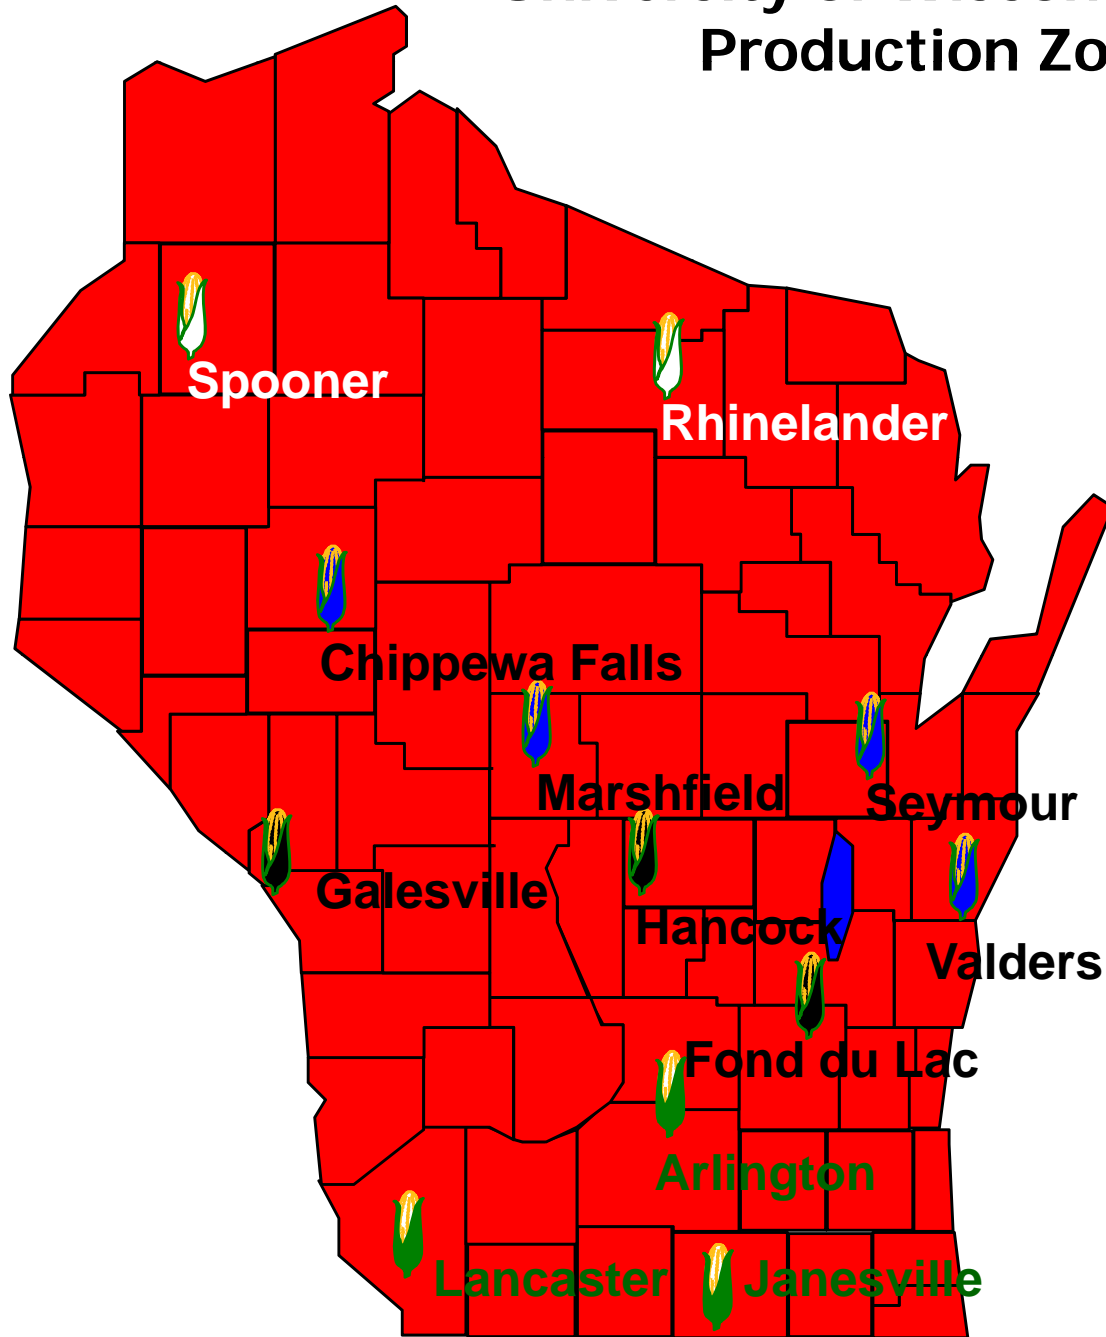 Production Zo
Spooner
Rhinelander
Chippewa Falls
Marshfield
Seymour
Galesville
Hancock
Valders
Fond du Lac
Arlington
Lancaster
Janesville